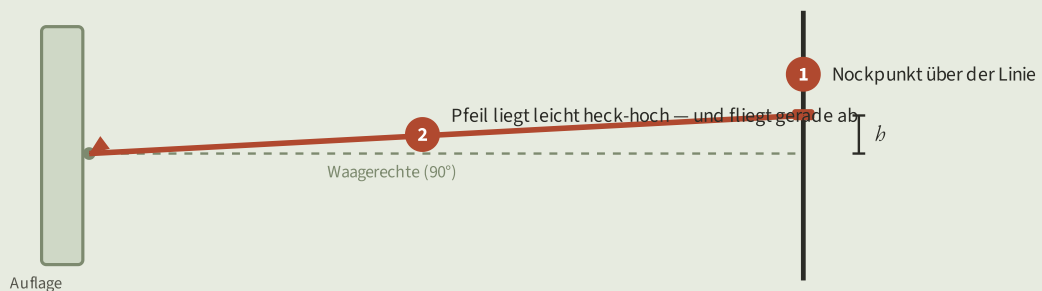 1
Nockpunkt über der Linie
Pfeil liegt leicht heck-hoch — und fliegt gerade ab
2
h
Waagerechte (90°)
Auflage